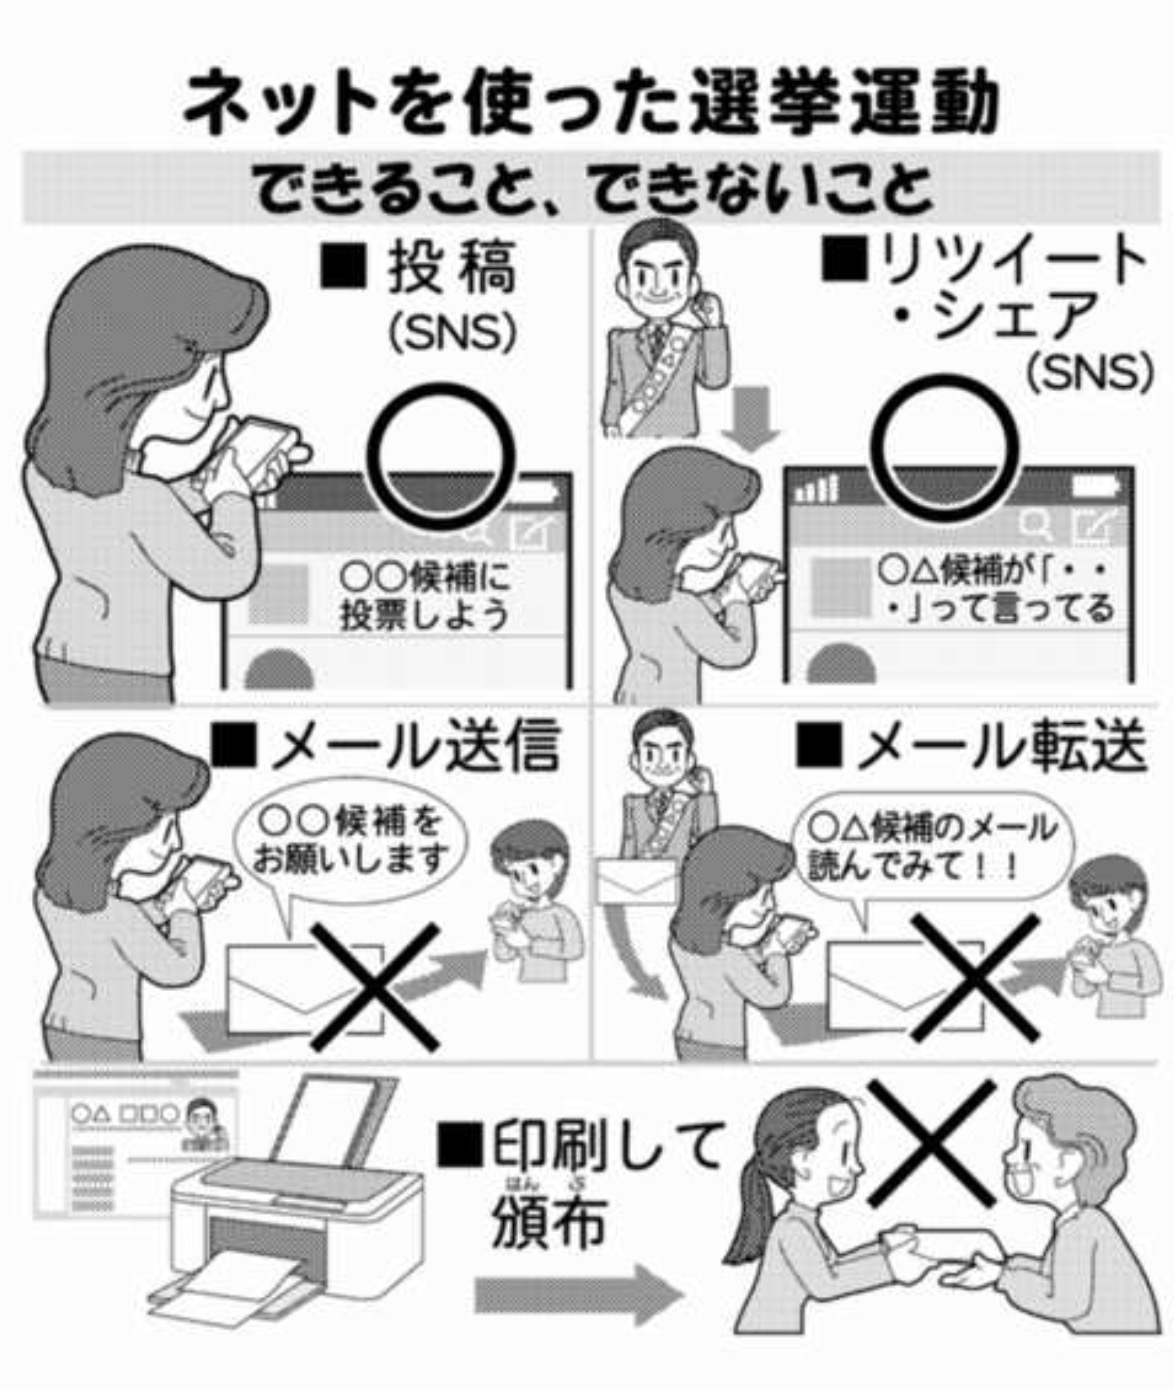 ネットを使った選挙運動
できること、できないこと
■投稿
(SNS)
○○候補に
投票しよう
■リツイート
・シェア
(SNS)
○△候補が「・・
・」って言ってる
■メール送信
○○候補を
お願いします
■メール転送
○△候補のメール
読んでみて！！
○△ □□○
■印刷して
はん ぷ
頒布